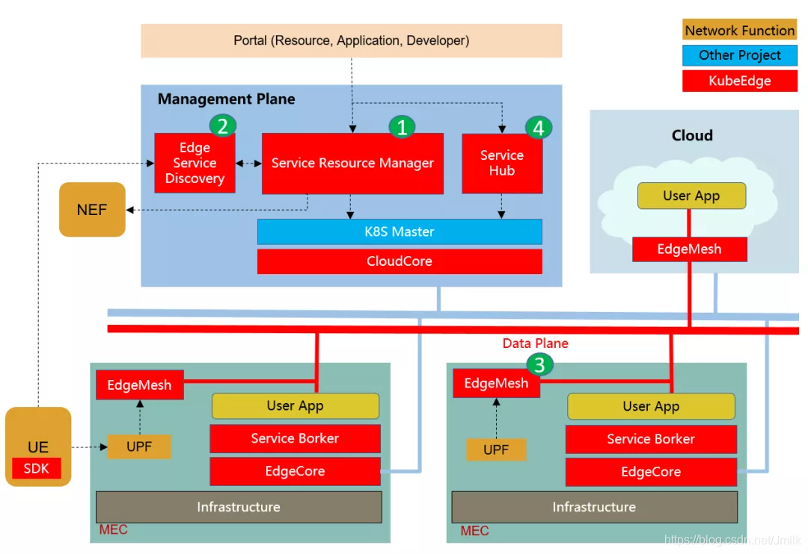 Portal (Resource, Application, Developer)
Network Function
Other Project
KubeEdge
Management Plane
2
1
4
Edge
Service
Discovery
Service Resource Manager
Service
Hub
Cloud
User App
NEF
K8S Master
CloudCore
EdgeMesh
Data Plane
3
EdgeMesh
User App
UPF
Service Borker
EdgeCore
Infrastructure
MEC
UE
SDK
EdgeMesh
User App
UPF
Service Borker
EdgeCore
Infrastructure
MEC
https://blog.csdn.net/Jmilk